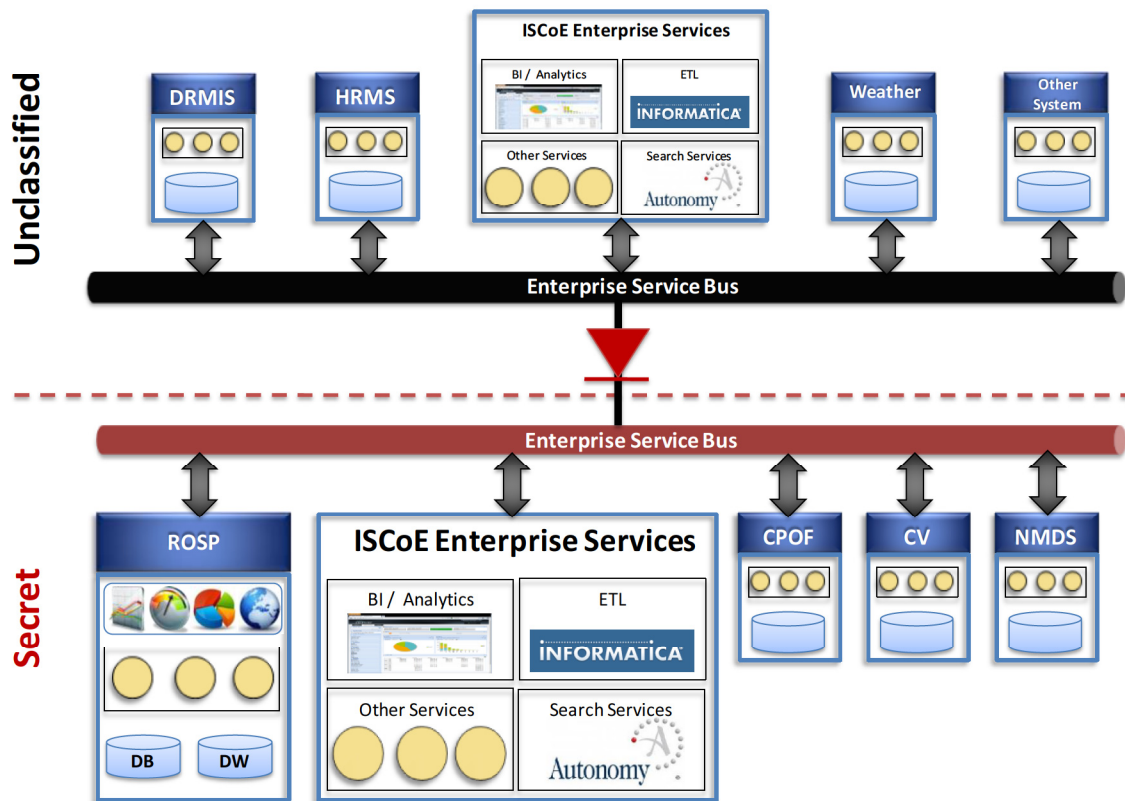 Unclassified
ISCoE Enterprise Services
BI / Analytics
ETL
INFORMATICA
Other Services
Search Services
Autonomy
DRMIS
HRMS
Weather
Other
System
Enterprise Service Bus
Enterprise Service Bus
Secret
ROSP
DB
DW
ISCoE Enterprise Services
BI / Analytics
ETL
INFORMATICA
Other Services
Search Services
Autonomy
CPOF
CV
NMDS